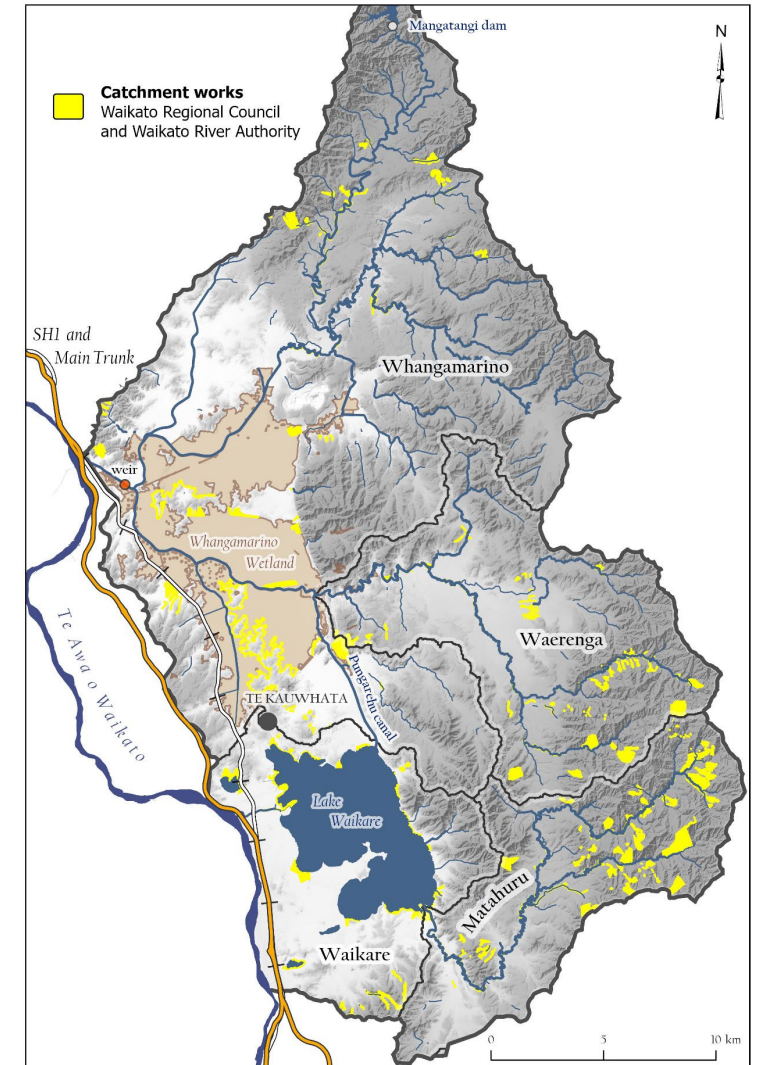 Mangatangi dam
N
Catchment works
Waikato Regional Council
and Waikato River Authority
SH1 and
Main Trunk
Whangamarino
weir
Whangamarino
Wetland
Waerenga
Te Awa o Waikato
TE KAUWHATA
Pungarehu canal
Lake
Waikare
Matahuru
Waikare
0 5 10 km